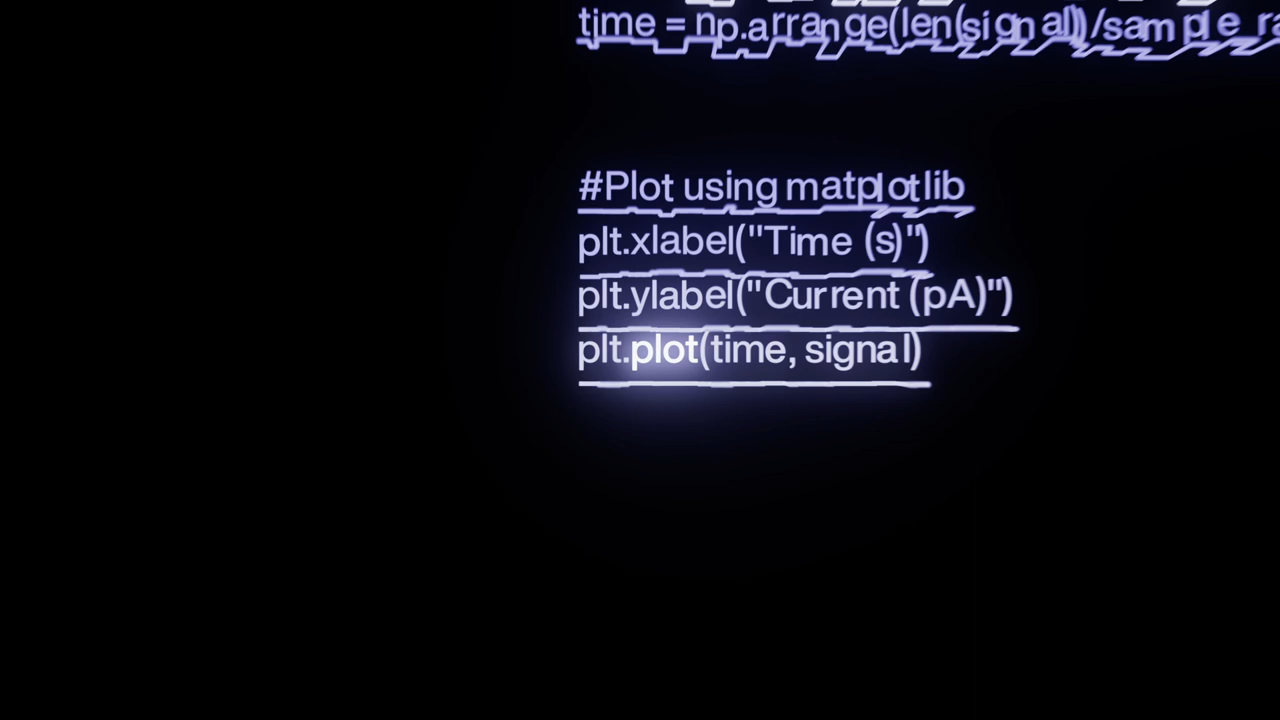 time = np.arrange(len(signal))/sample_ra
#Plot using matplotlib
plt.xlabel("Time (s)")
plt.ylabel("Current (pA)")
plt.plot(time, signal)